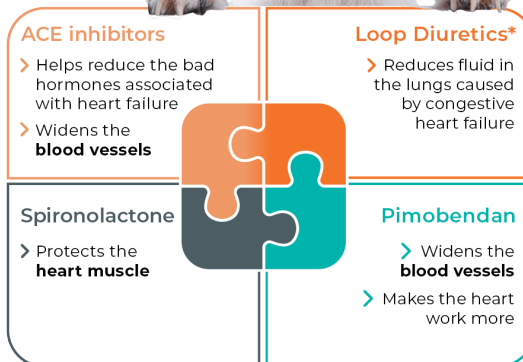 ACE inhibitors
Helps reduce the bad
hormones associated
with heart failure
Widens the
blood vessels
Loop Diuretics*
Reduces fluid in
the lungs caused
by congestive
heart failure
Spironolactone
Protects the
heart muscle
Pimobendan
Widens the
blood vessels
Makes the heart
work more